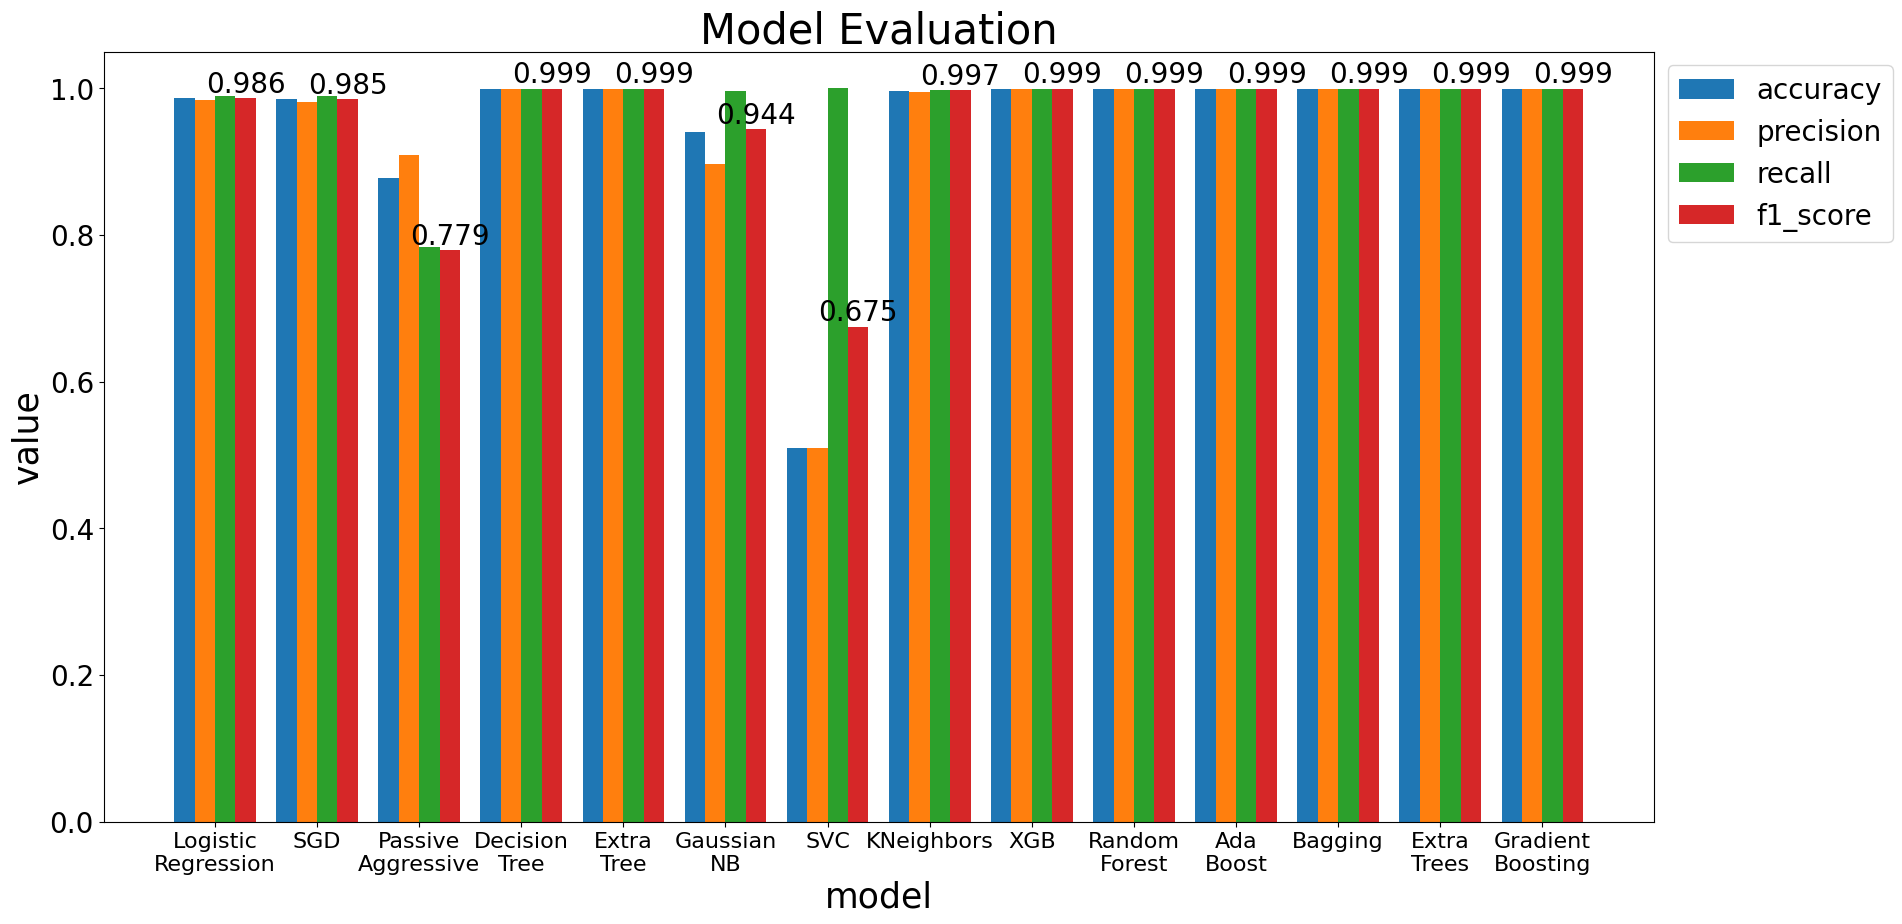 Model Evaluation
0.986
0.985
0.779
0.999
0.999
0.944
0.675
0.997
0.999
0.999
0.999
0.999
0.999
0.999
accuracy
precision
recall
f1_score
value
1.0
0.8
0.6
0.4
0.2
0.0
Logistic
Regression
SGD
Passive
Aggressive
Decision
Tree
Extra
Tree
Gaussian
NB
SVC
KNeighbors
XGB
Random
Forest
Ada
Boost
Bagging
Extra
Trees
Gradient
Boosting
model